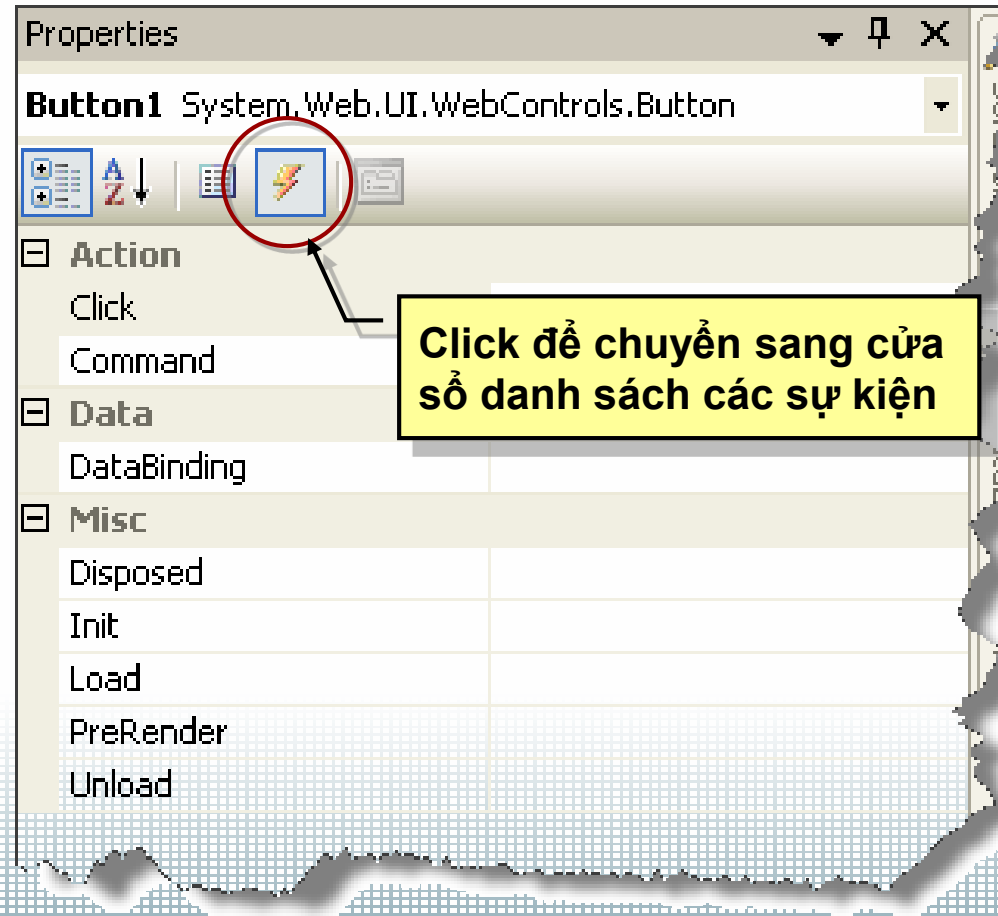 Properties
Button1 System.Web.UI.WebControls.Button
A
Z
Action
Click
Command
Click để chuyển sang cửa
sổ danh sách các sự kiện
Data
DataBinding
Misc
Disposed
Init
Load
PreRender
Unload